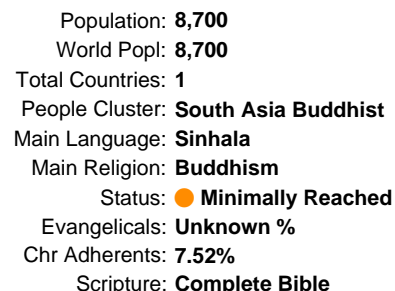 Population: 8,700
World Popl: 8,700
Total Countries: 1
People Cluster: South Asia Buddhist
Main Language: Sinhala
Main Religion: Buddhism
Status: Minimally Reached
Evangelicals: Unknown %
Chr Adherents: 7.52%
Scripture: Complete Bible